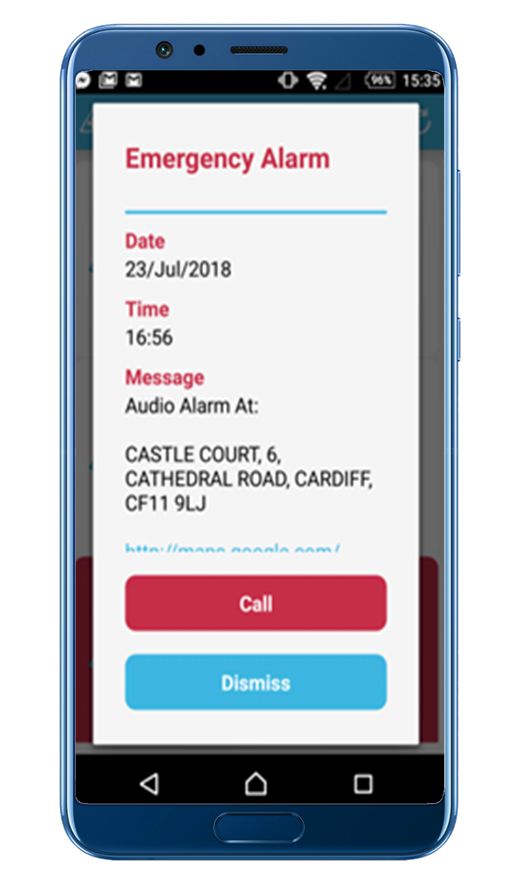 96% 15:35
Emergency Alarm
Date
23/Jul/2018
Time
16:56
Message
Audio Alarm At:
CASTLE COURT, 6,
CATHEDRAL ROAD, CARDIFF,
CF11 9LJ
http://maps.google.com/
Call
Dismiss